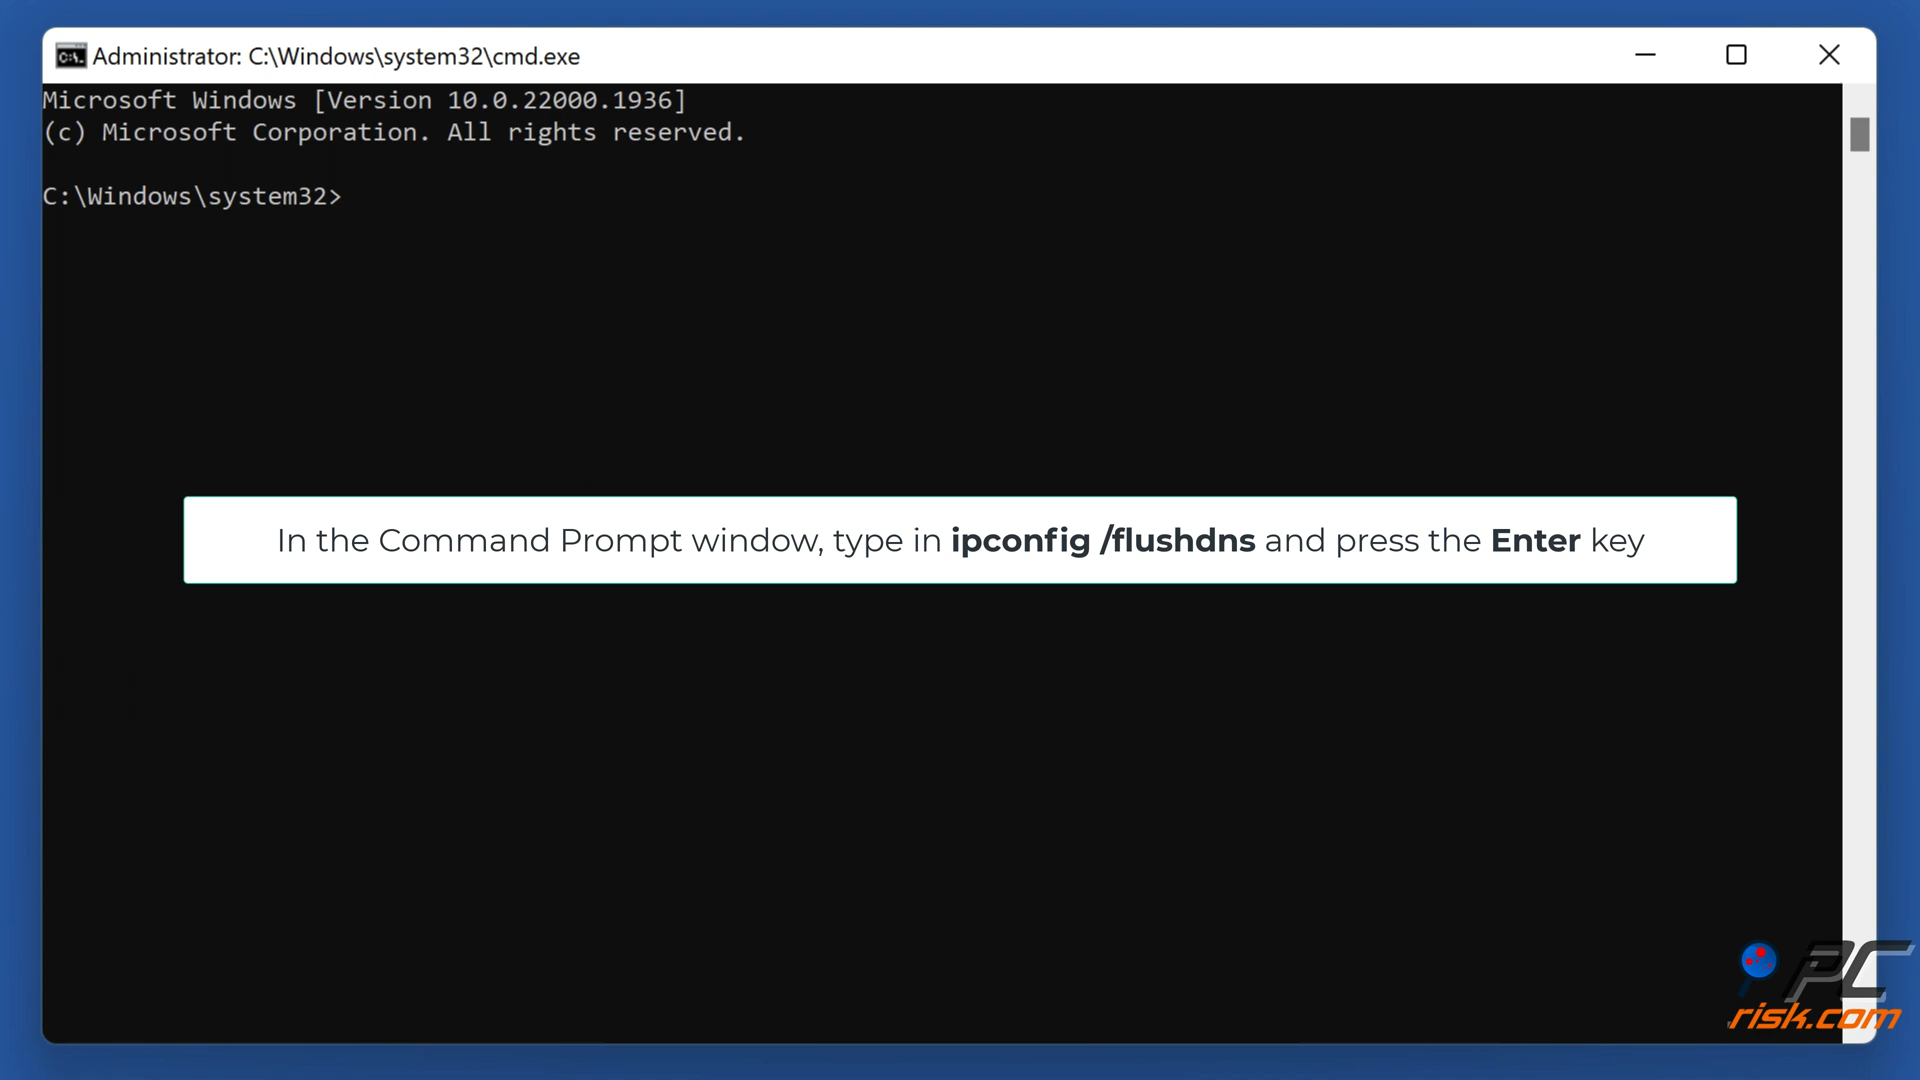 Administrator: C:\Windows\system32\cmd.exe
Microsoft Windows [Version 10.0.22000.1936]
(c) Microsoft Corporation. All rights reserved.
C:\Windows\system32>
In the Command Prompt window, type in ipconfig /flushdns and press the Enter key
PC
risk.com